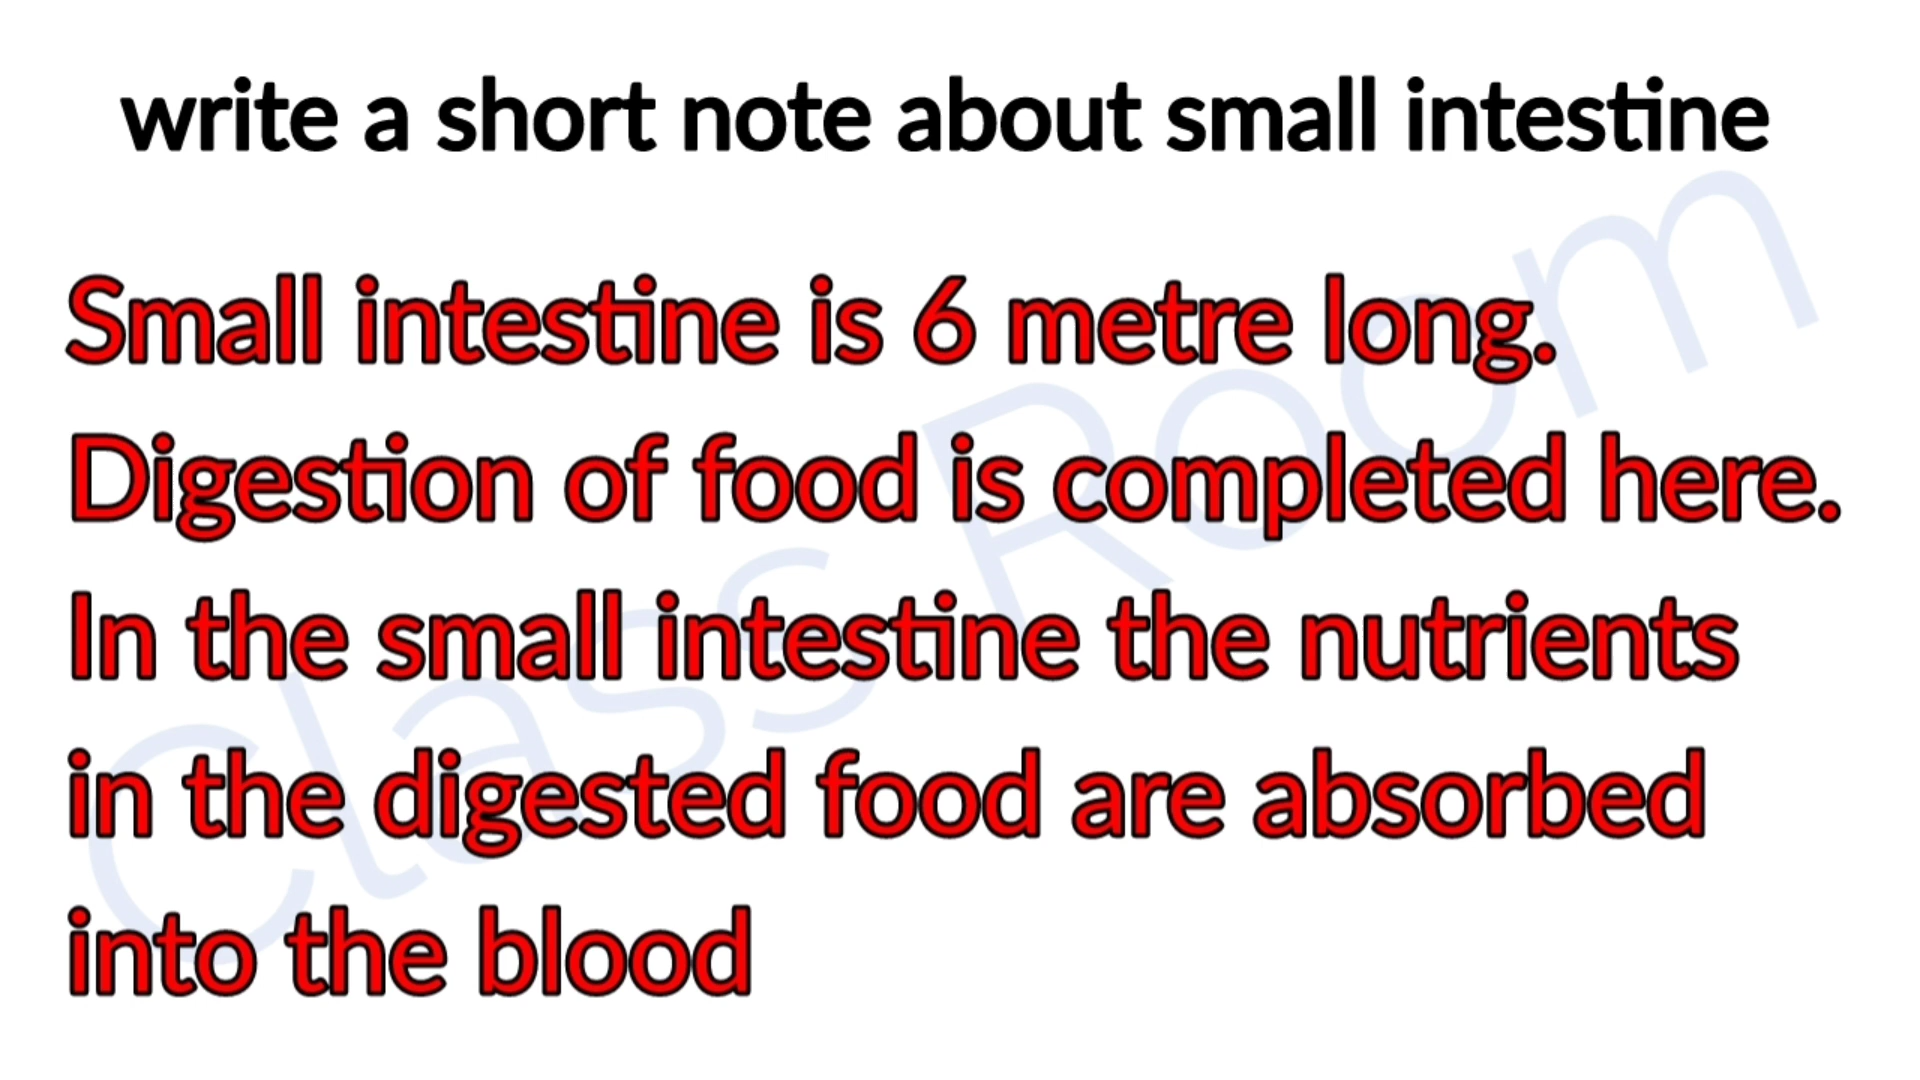 write a short note about small intestine
Small intestine is 6 metre long.
Digestion of food is completed here.
In the small intestine the nutrients
in the digested food are absorbed
into the blood
Class Room